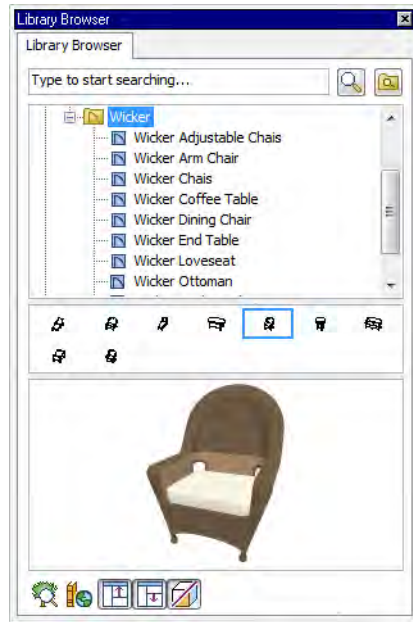 Library Browser
Library Browser
Type to start searching...
Wicker
Wicker Adjustable Chais
Wicker Arm Chair
Wicker Chais
Wicker Coffee Table
Wicker Dining Chair
Wicker End Table
Wicker Loveseat
Wicker Ottoman